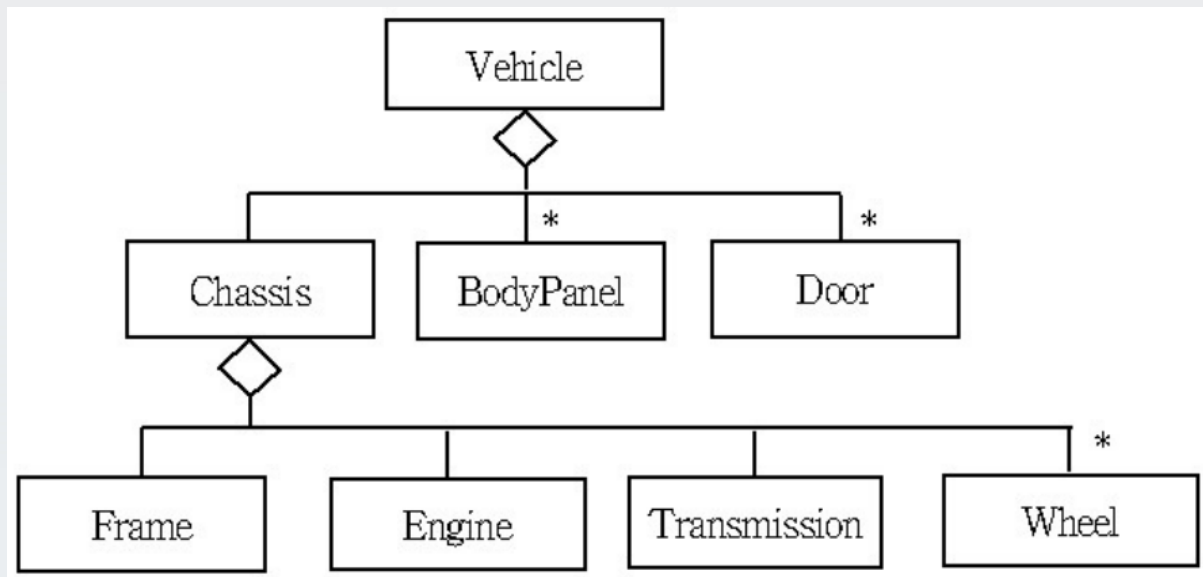 Vehicle
* *
Chassis BodyPanel Door
*
Frame Engine Transmission Wheel